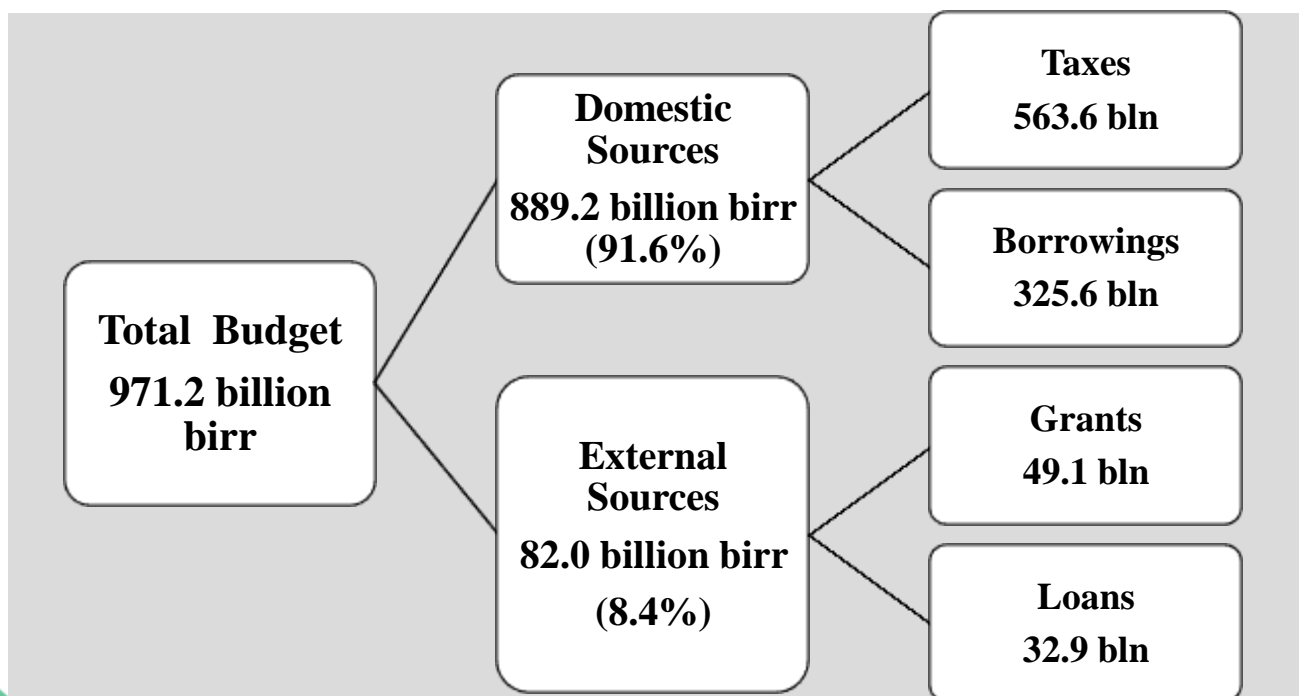 Total Budget
971.2 billion
birr
Domestic
Sources
889.2 billion birr
(91.6%)
Taxes
563.6 bln
Borrowings
325.6 bln
External
Sources
82.0 billion birr
(8.4%)
Grants
49.1 bln
Loans
32.9 bln